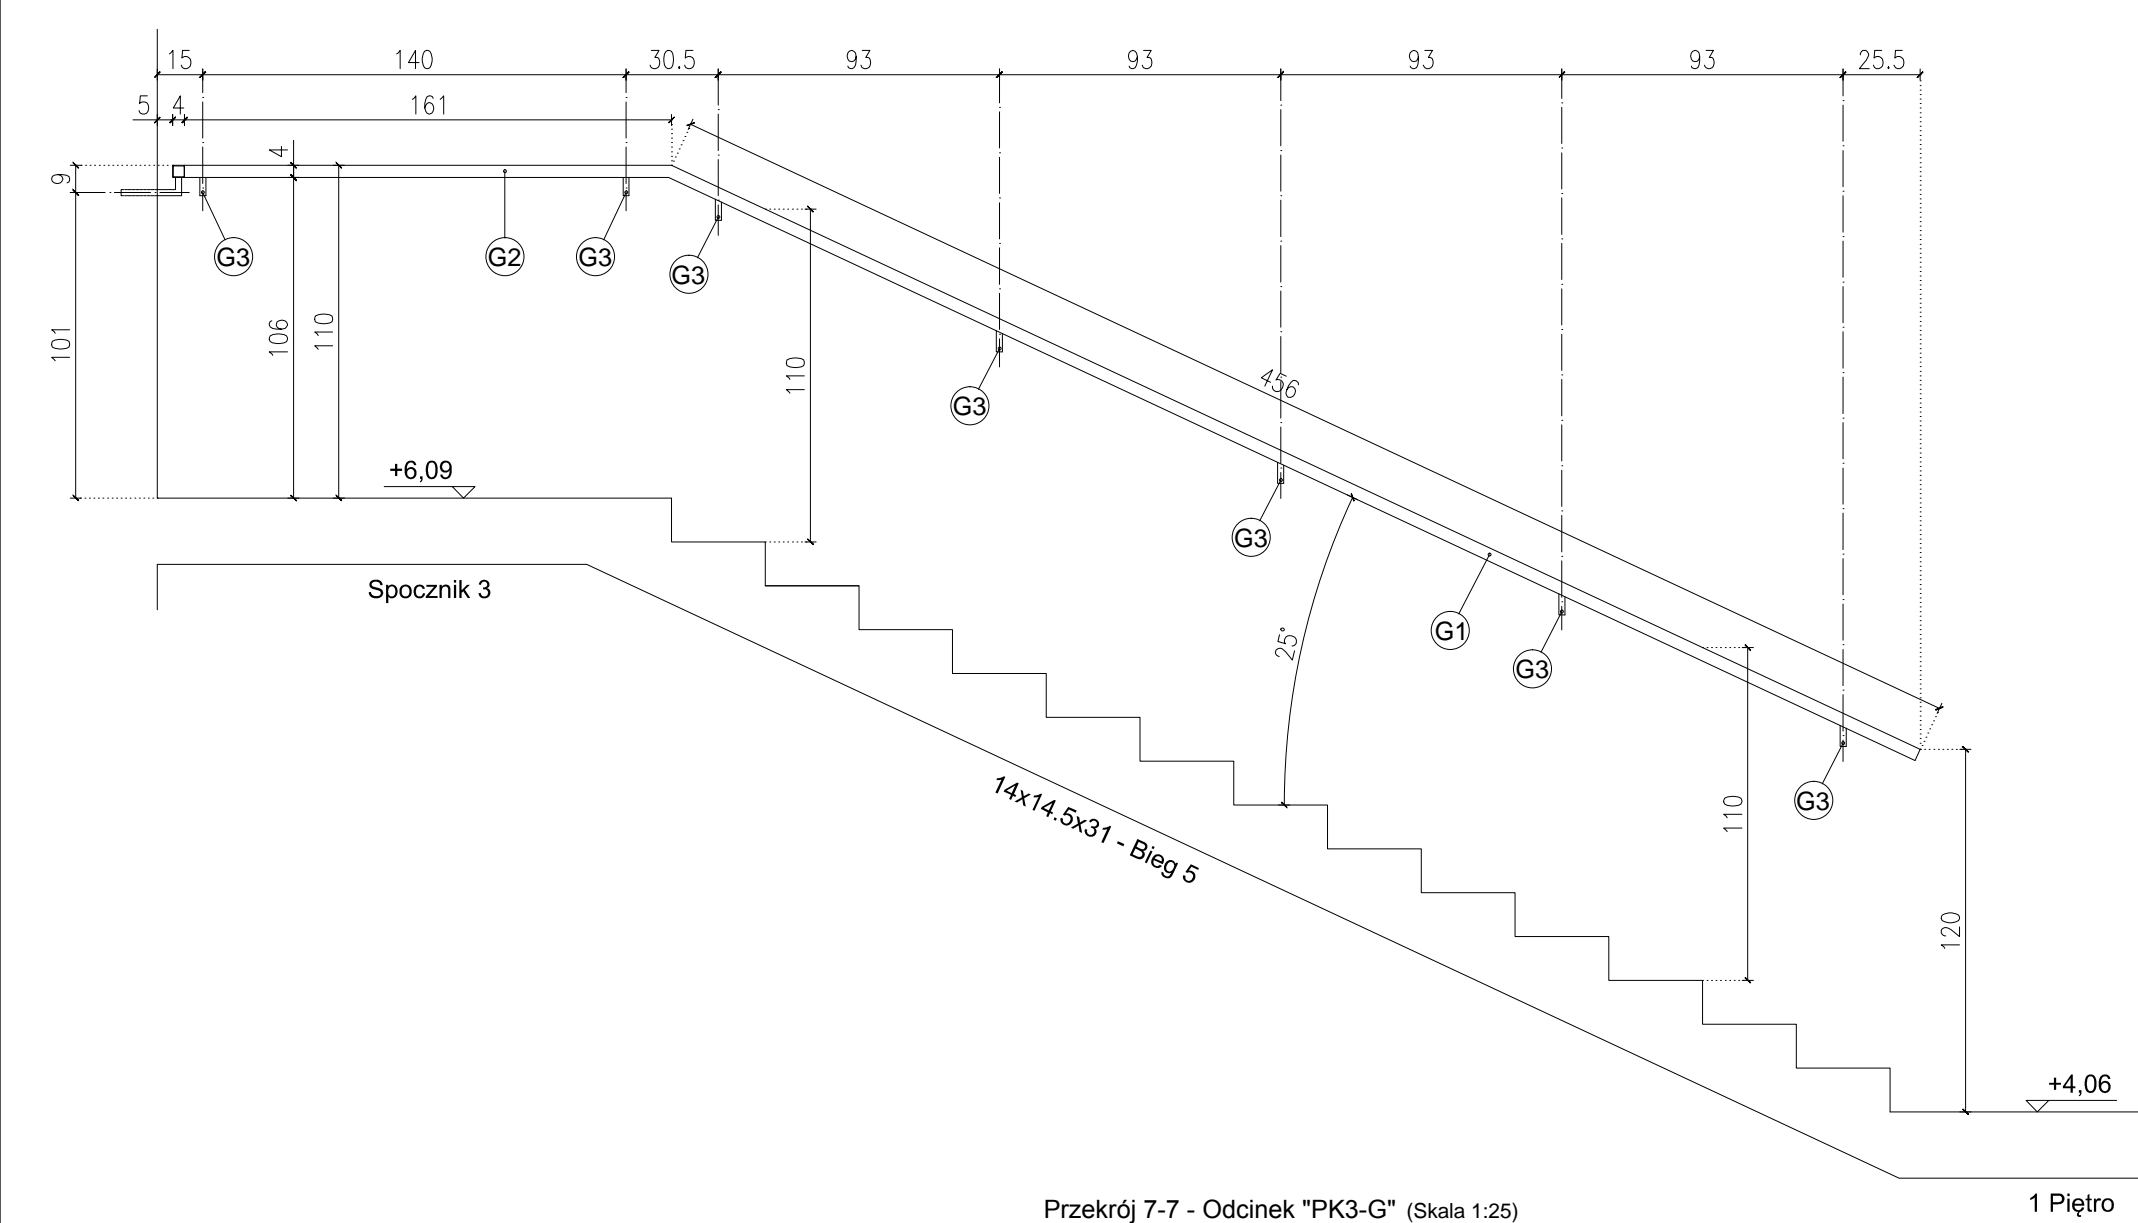 15 140 30.5 93 93 93 93 25.5
5 4 161
4
9
G3 G2 G3 G3
101 106 110 110
456
G3
+6,09
G3
Spocznik 3
25°
G1
G3
G3
14x14.5x31 - Bieg 5
110
120
+4,06
1 Piętro
Przekrój 7-7 - Odcinek "PK3-G" (Skala 1:25)